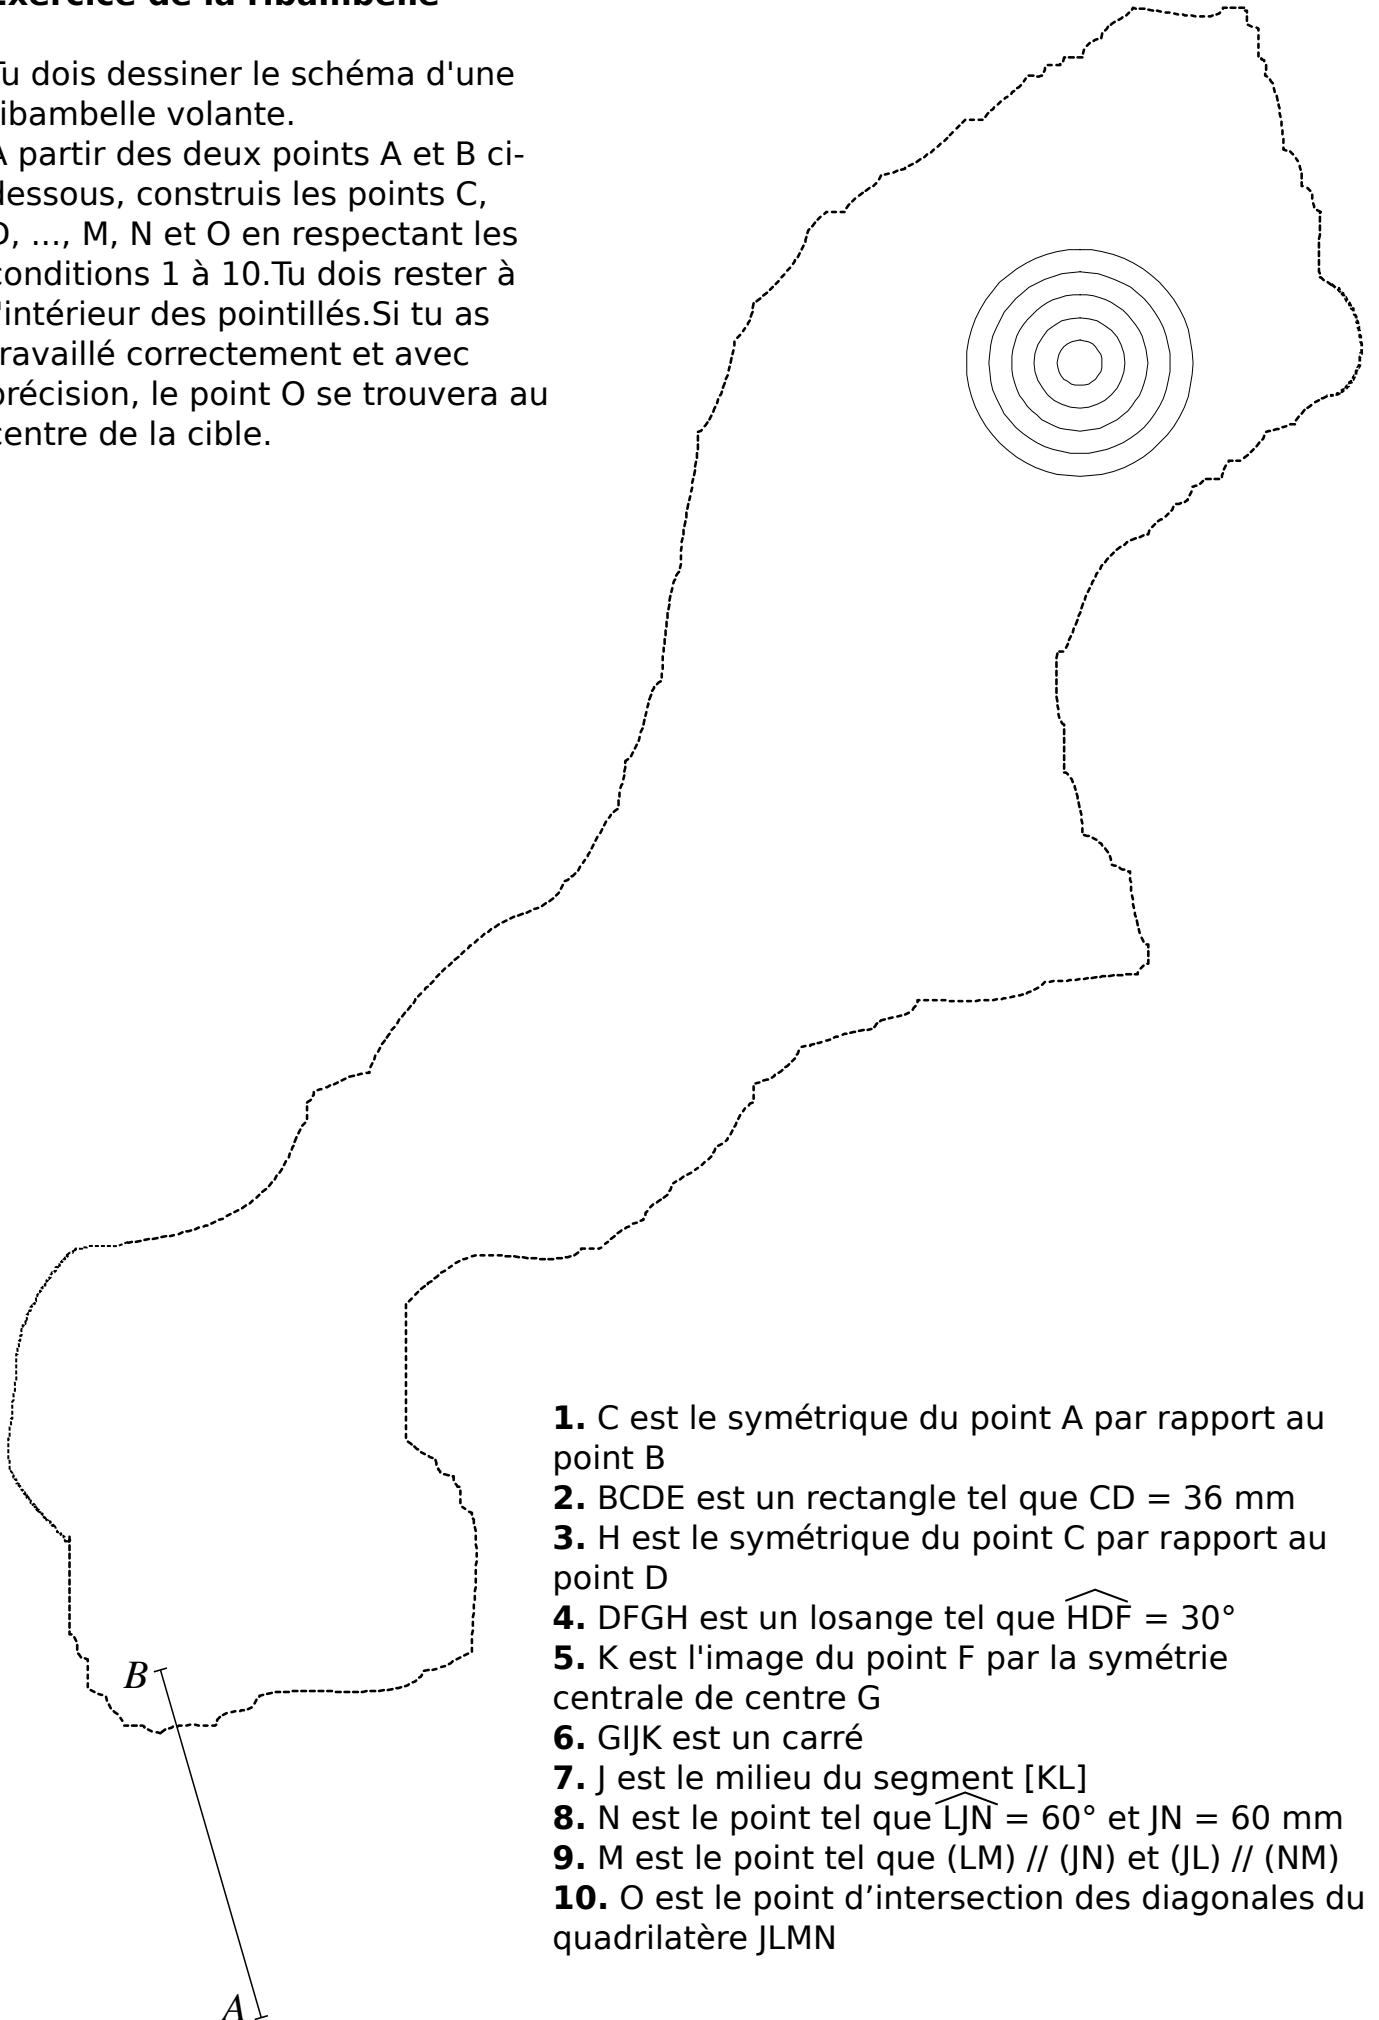 Exercice de la ribambelle
Tu dois dessiner le schéma d'une
ribambelle volante.
A partir des deux points A et B ci-
dessous, construis les points C,
D, ..., M, N et O en respectant les
conditions 1 à 10.Tu dois rester à
l'intérieur des pointillés.Si tu as
travaillé correctement et avec
précision, le point O se trouvera au
centre de la cible.
1. C est le symétrique du point A par rapport au
point B
2. BCDE est un rectangle tel que CD = 36 mm
3. H est le symétrique du point C par rapport au
point D
4. DFGH est un losange tel que HDF = 30°
5. K est l'image du point F par la symétrie
centrale de centre G
6. GIJK est un carré
7. J est le milieu du segment [KL]
8. N est le point tel que LJN = 60° et JN = 60 mm
9. M est le point tel que (LM) // (JN) et (JL) // (NM)
10. O est le point d’intersection des diagonales du
quadrilatère JLMN
B
A